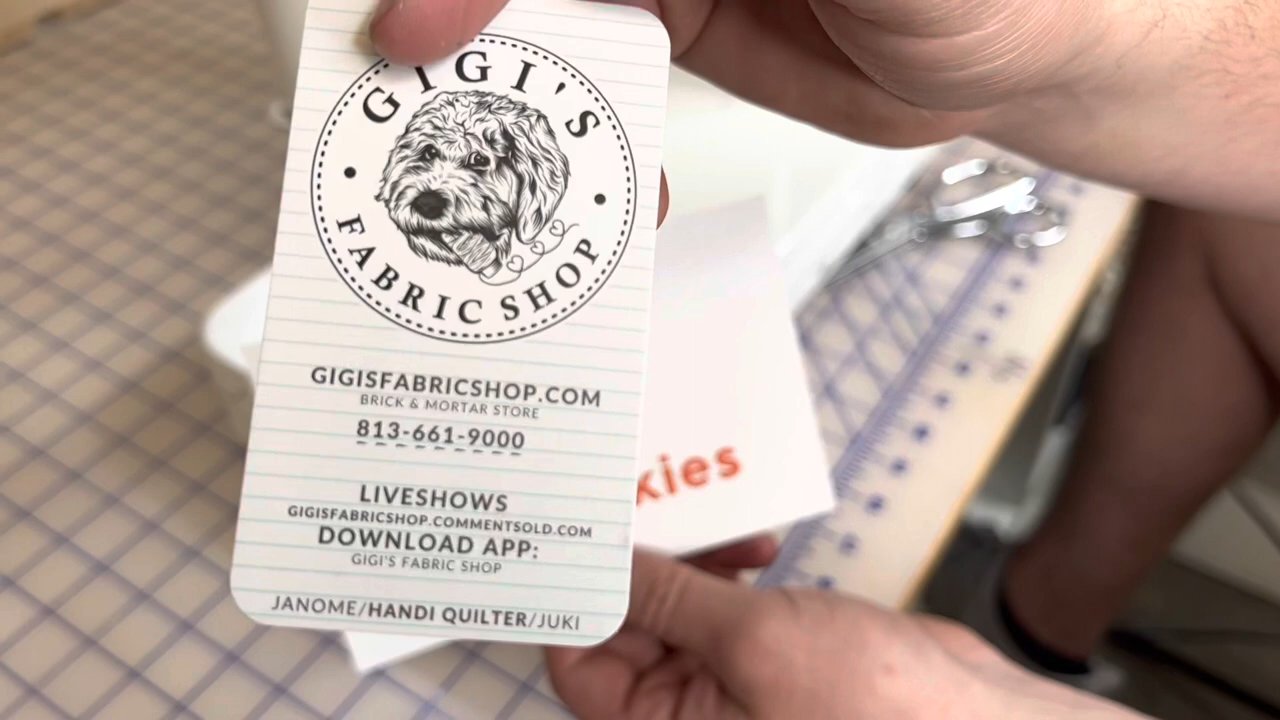 GIGI'S
FABRIC SHOP
GIGISFABRICSHOP.COM
BRICK & MORTAR STORE
813-661-9000
LIVESHOWS
GIGISFABRICSHOP.COMMENTSOLD.COM
DOWNLOAD APP:
GIGI'S FABRIC SHOP
JANOME/HANDI QUILTER/JUKI
kies